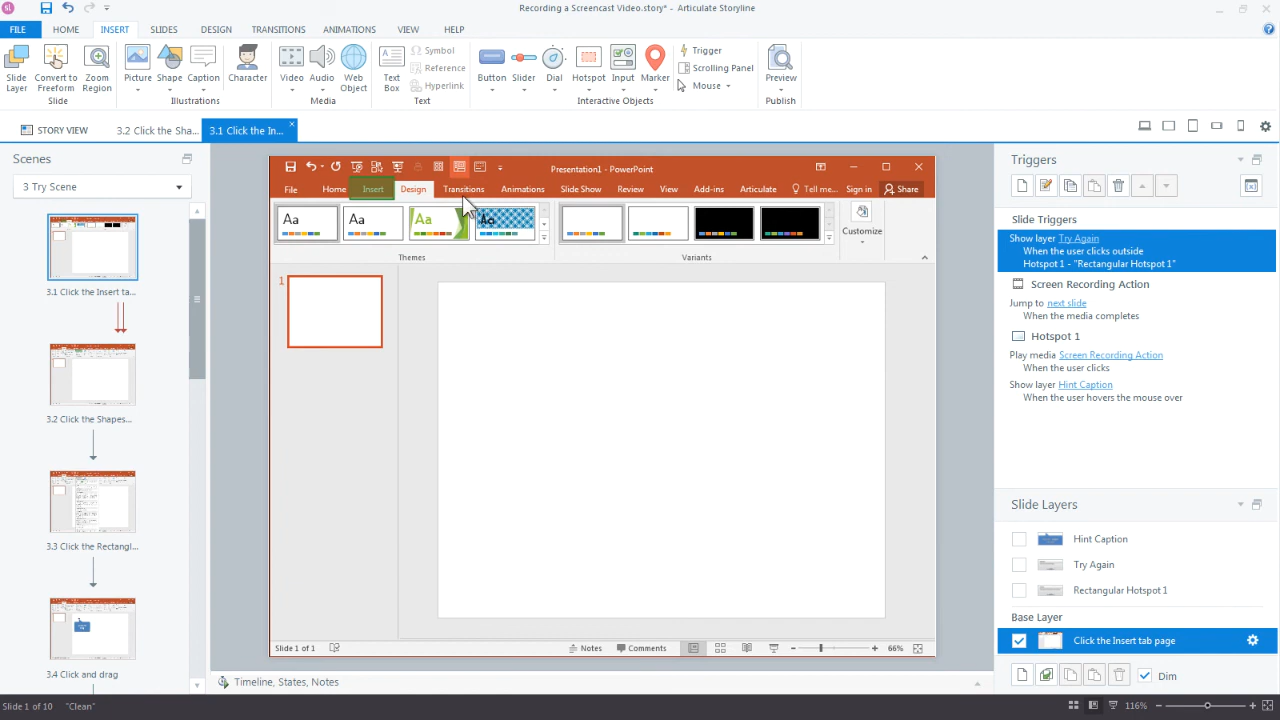 Recording a Screencast Video.story* - Articulate Storyline
FILE HOME INSERT SLIDES DESIGN TRANSITIONS ANIMATIONS VIEW HELP
Slide Layer
Convert to Freeform
Zoom Region
Slide
Picture
Shape
Caption
Character
Illustrations
Video
Audio
Web Object
Media
Text Box
Symbol
Reference
Hyperlink
Text
Button
Slider
Dial
Hotspot
Input
Marker
Trigger
Scrolling Panel
Mouse
Interactive Objects
Preview
Publish
STORY VIEW
3.2 Click the Sha...
3.1 Click the In...
Scenes
3 Try Scene
3.1 Click the Insert ta...
3.2 Click the Shapes...
3.3 Click the Rectangl...
3.4 Click and drag
Presentation1 - PowerPoint
File Home Insert Design Transitions Animations Slide Show Review View Add-ins Articulate Tell me... Sign in Share
Aa Aa Aa Aa
Customize
Themes
Variants
1
Slide 1 of 1
Notes
Comments
66%
Timeline, States, Notes
Triggers
Slide Triggers
Show layer Try Again
When the user clicks outside
Hotspot 1 - "Rectangular Hotspot 1"
Screen Recording Action
Jump to next slide
When the media completes
Hotspot 1
Play media Screen Recording Action
When the user clicks
Show layer Hint Caption
When the user hovers the mouse over
Slide Layers
Hint Caption
Try Again
Rectangular Hotspot 1
Base Layer
Click the Insert tab page
Dim
Slide 1 of 10
"Clean"
116%